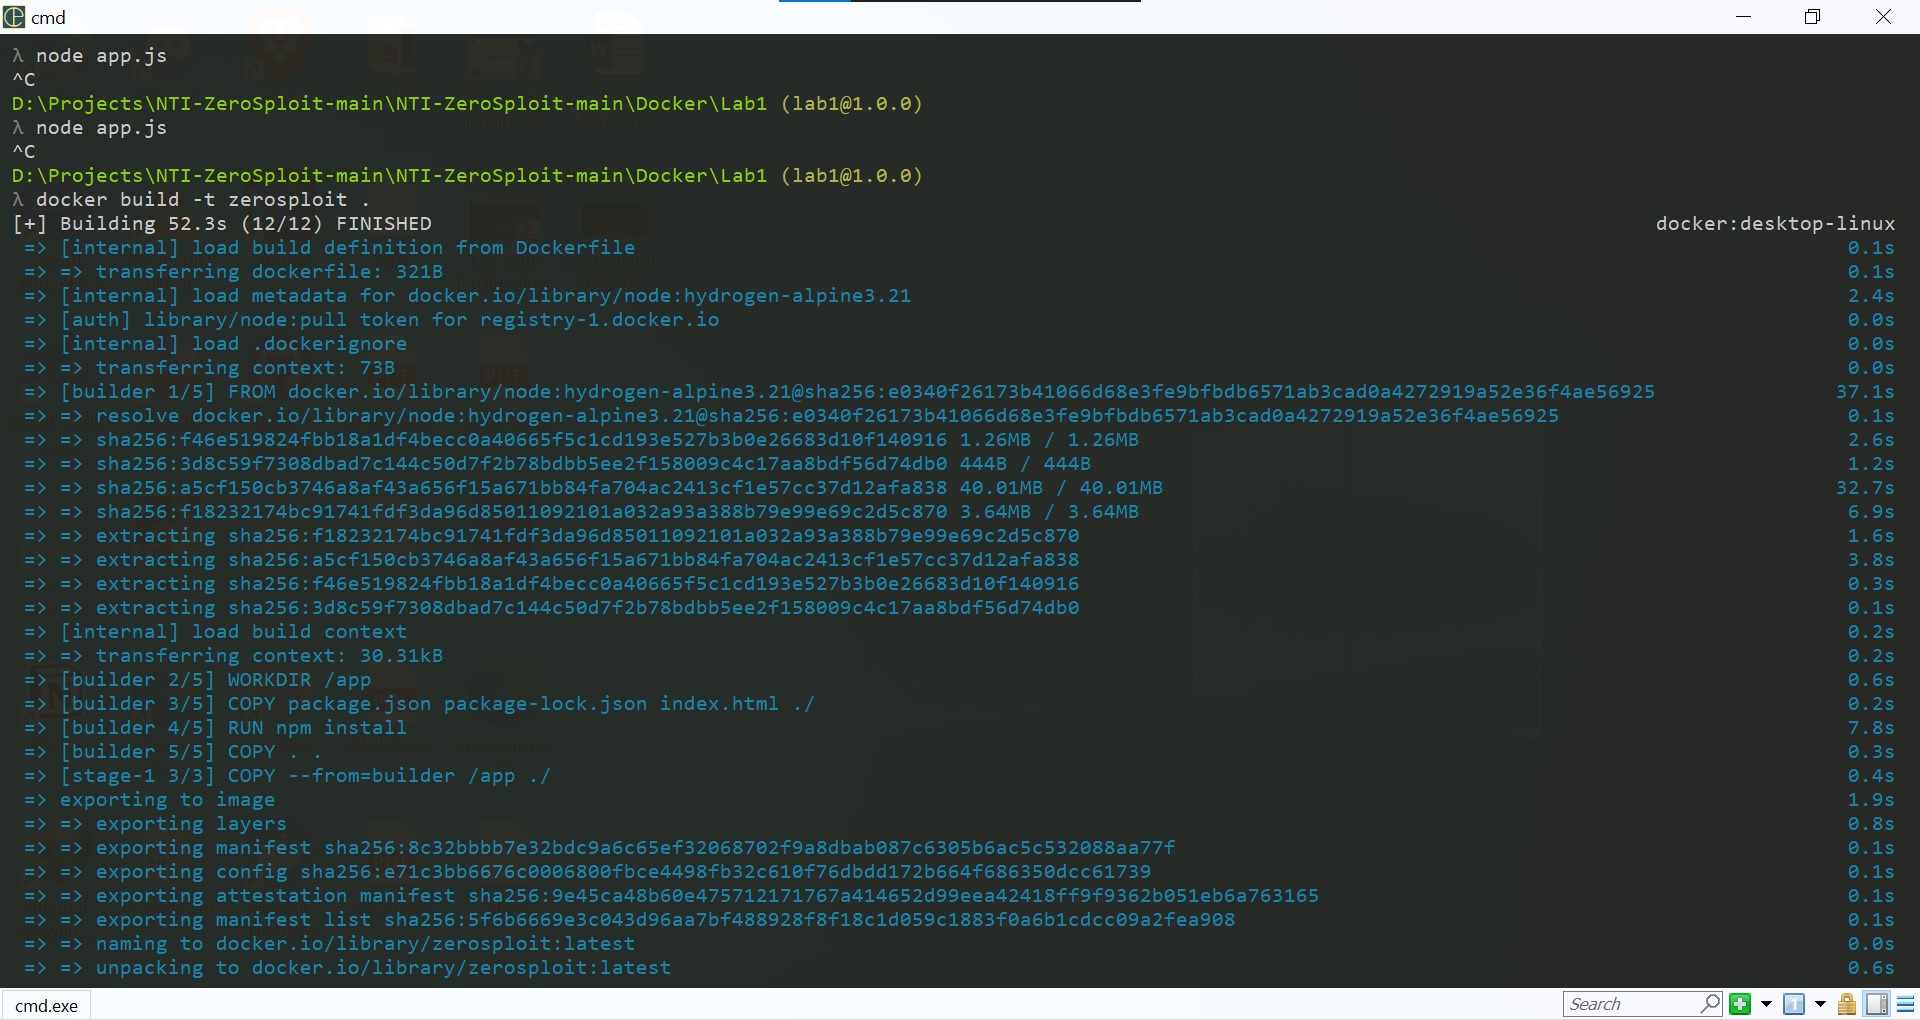 cmd
λ node app.js
^C
D:\Projects\NTI-ZeroSploit-main\NTI-ZeroSploit-main\Docker\Lab1 (lab1@1.0.0)
λ node app.js
^C
D:\Projects\NTI-ZeroSploit-main\NTI-ZeroSploit-main\Docker\Lab1 (lab1@1.0.0)
λ docker build -t zerosploit .
[+] Building 52.3s (12/12) FINISHED docker:desktop-linux
=> [internal] load build definition from Dockerfile 0.1s
=> => transferring dockerfile: 321B 0.1s
=> [internal] load metadata for docker.io/library/node:hydrogen-alpine3.21 2.4s
=> [auth] library/node:pull token for registry-1.docker.io 0.0s
=> [internal] load .dockerignore 0.0s
=> => transferring context: 73B 0.0s
=> [builder 1/5] FROM docker.io/library/node:hydrogen-alpine3.21@sha256:e0340f26173b41066d68e3fe9bfbdb6571ab3cad0a4272919a52e36f4ae56925 37.1s
=> => resolve docker.io/library/node:hydrogen-alpine3.21@sha256:e0340f26173b41066d68e3fe9bfbdb6571ab3cad0a4272919a52e36f4ae56925 0.1s
=> => sha256:f46e519824fbb18a1df4becc0a40665f5c1cd193e527b3b0e26683d10f140916 1.26MB / 1.26MB 2.6s
=> => sha256:3d8c59f7308dbad7c144c50d7f2b78bdbb5ee2f158009c4c17aa8bdf56d74db0 444B / 444B 1.2s
=> => sha256:a5cf150cb3746a8af43a656f15a671bb84fa704ac2413cf1e57cc37d12afa838 40.01MB / 40.01MB 32.7s
=> => sha256:f18232174bc91741fdf3da96d85011092101a032a93a388b79e99e69c2d5c870 3.64MB / 3.64MB 6.9s
=> => extracting sha256:f18232174bc91741fdf3da96d85011092101a032a93a388b79e99e69c2d5c870 1.6s
=> => extracting sha256:a5cf150cb3746a8af43a656f15a671bb84fa704ac2413cf1e57cc37d12afa838 3.8s
=> => extracting sha256:f46e519824fbb18a1df4becc0a40665f5c1cd193e527b3b0e26683d10f140916 0.3s
=> => extracting sha256:3d8c59f7308dbad7c144c50d7f2b78bdbb5ee2f158009c4c17aa8bdf56d74db0 0.1s
=> [internal] load build context 0.2s
=> => transferring context: 30.31kB 0.2s
=> [builder 2/5] WORKDIR /app 0.6s
=> [builder 3/5] COPY package.json package-lock.json index.html ./ 0.2s
=> [builder 4/5] RUN npm install 7.8s
=> [builder 5/5] COPY . . 0.3s
=> [stage-1 3/3] COPY --from=builder /app ./ 0.4s
=> exporting to image 1.9s
=> => exporting layers 0.8s
=> => exporting manifest sha256:8c32bbbb7e32bdc9a6c65ef32068702f9a8dbab087c6305b6ac5c532088aa77f 0.1s
=> => exporting config sha256:e71c3bb6676c0006800fbce4498fb32c610f76dbdd172b664f686350dcc61739 0.1s
=> => exporting attestation manifest sha256:9e45ca48b60e475712171767a414652d99eea42418ff9f9362b051eb6a763165 0.1s
=> => exporting manifest list sha256:5f6b6669e3c043d96aa7bf488928f8f18c1d059c1883f0a6b1cdcc09a2fea908 0.1s
=> => naming to docker.io/library/zerosploit:latest 0.0s
=> => unpacking to docker.io/library/zerosploit:latest 0.6s
cmd.exe
Search